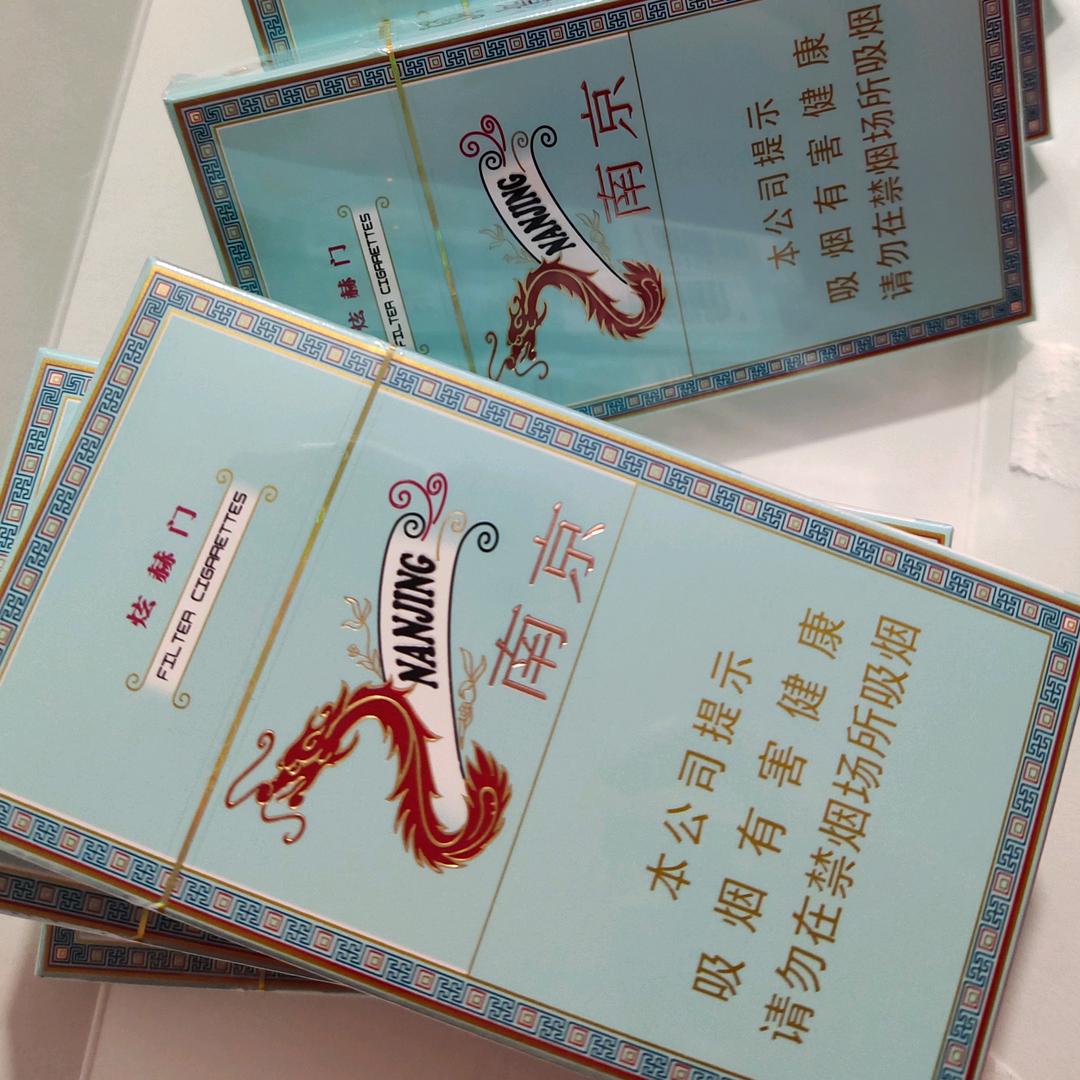 炫赫门
FILTER CIGARETTES
NANJING
南京
本公司提示
吸烟有害健康
请勿在禁烟场所吸烟
炫赫门
FILTER CIGARETTES
NANJING
南京
本公司提示
吸烟有害健康
请勿在禁烟场所吸烟